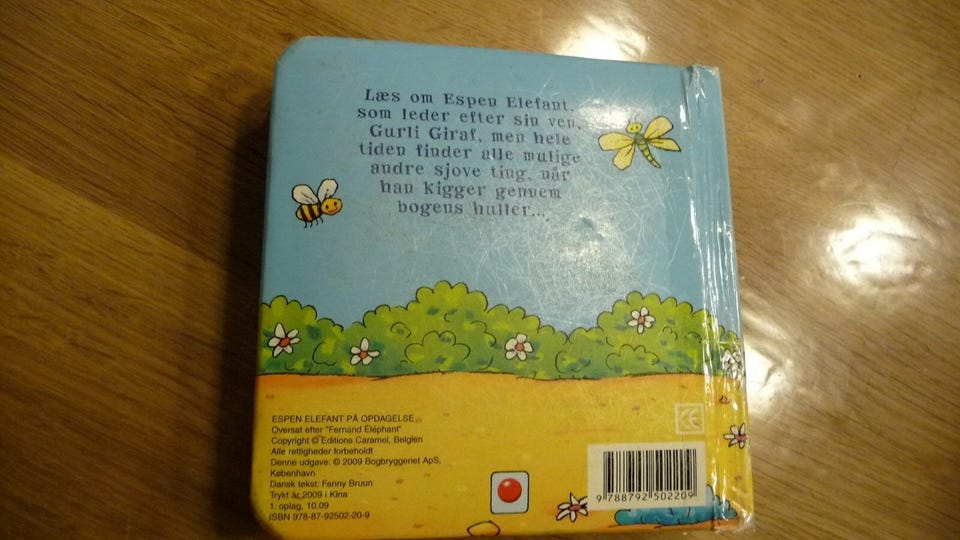 Læs om Espen Elefant,
som leder efter sin ven,
Gurli Giraf, men hele
tiden finder alle mulige
andre sjove ting, når
han kigger gennem
bogens huller...
ESPEN ELEFANT PÅ OPDAGELSE
Oversat efter "Fernand Éléphant"
Copyright © Editions Caramel, Belgien
Alle rettigheder forbeholdt
Denne udgave: © 2009 Bogbryggeriet ApS,
København
Dansk tekst: Fanny Bruun
Trykt år 2009 i Kina
1. oplag, 10.09
ISBN 978-87-92502-20-9
CE
9 788792 502209